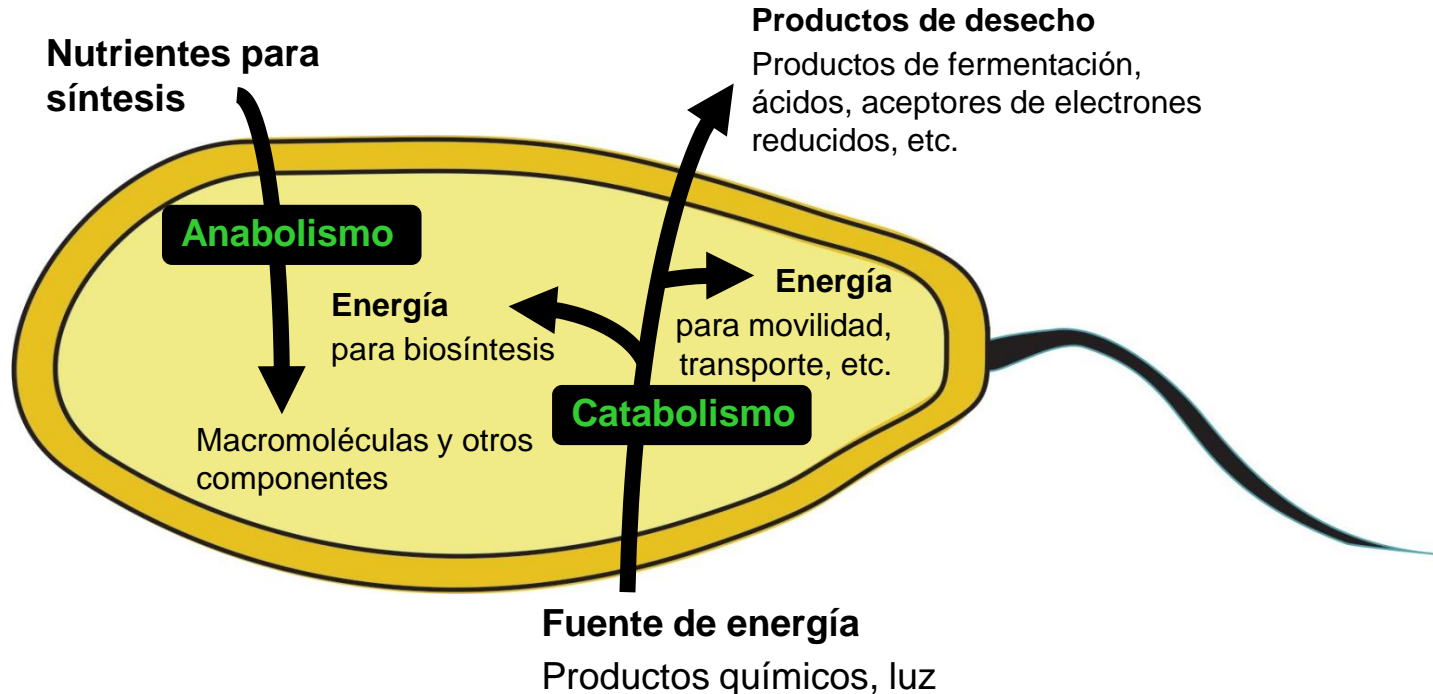 Nutrientes para
síntesis
Productos de desecho
Productos de fermentación,
ácidos, aceptores de electrones
reducidos, etc.
Anabolismo
Energía
para biosíntesis
Energía
para movilidad,
transporte, etc.
Catabolismo
Macromoléculas y otros
componentes
Fuente de energía
Productos químicos, luz